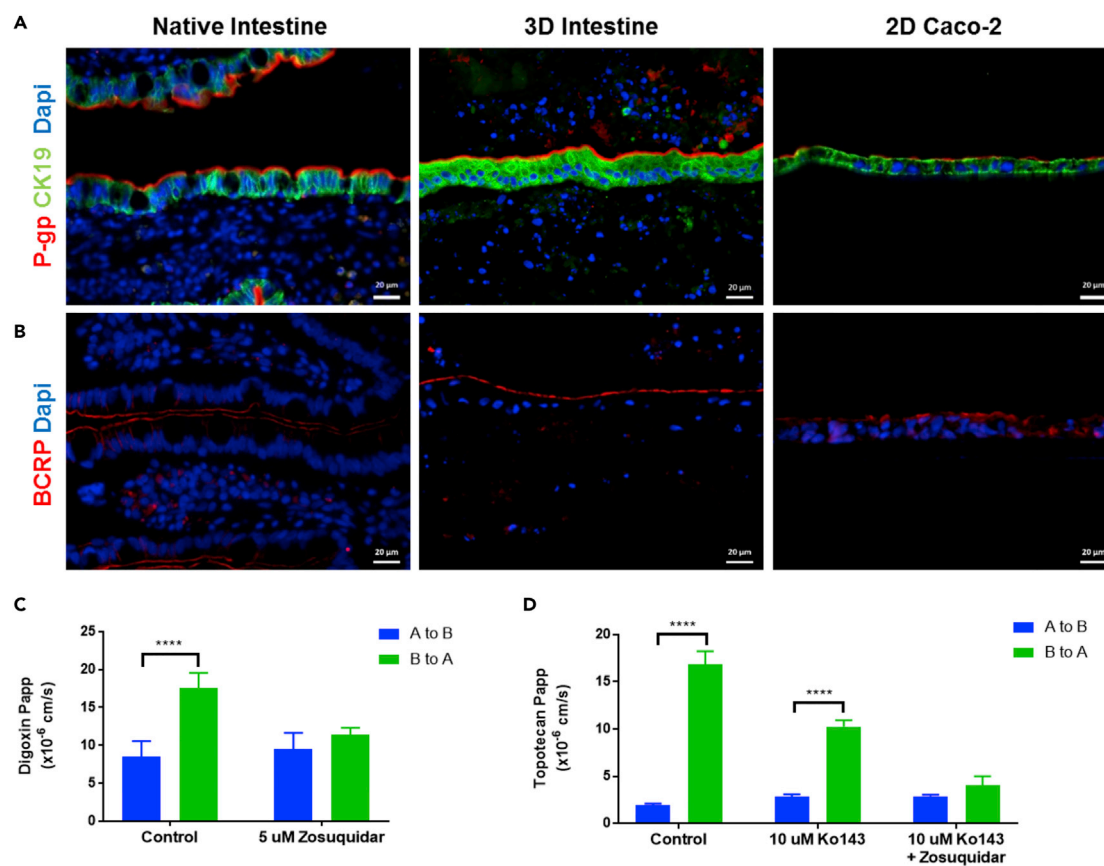 A
Native Intestine
3D Intestine
2D Caco-2
P-gp CK19 Dapi
20 µm
20 µm
20 µm
B
BCRP Dapi
20 µm
20 µm
20 µm
C
Digoxin Papp
(x10-6 cm/s)
25
20
15
10
5
0
****
A to B
B to A
Control
5 uM Zosuquidar
D
Topotecan Papp
(x10-6 cm/s)
20
15
10
5
0
****
****
A to B
B to A
Control
10 uM Ko143
10 uM Ko143
+ Zosuquidar